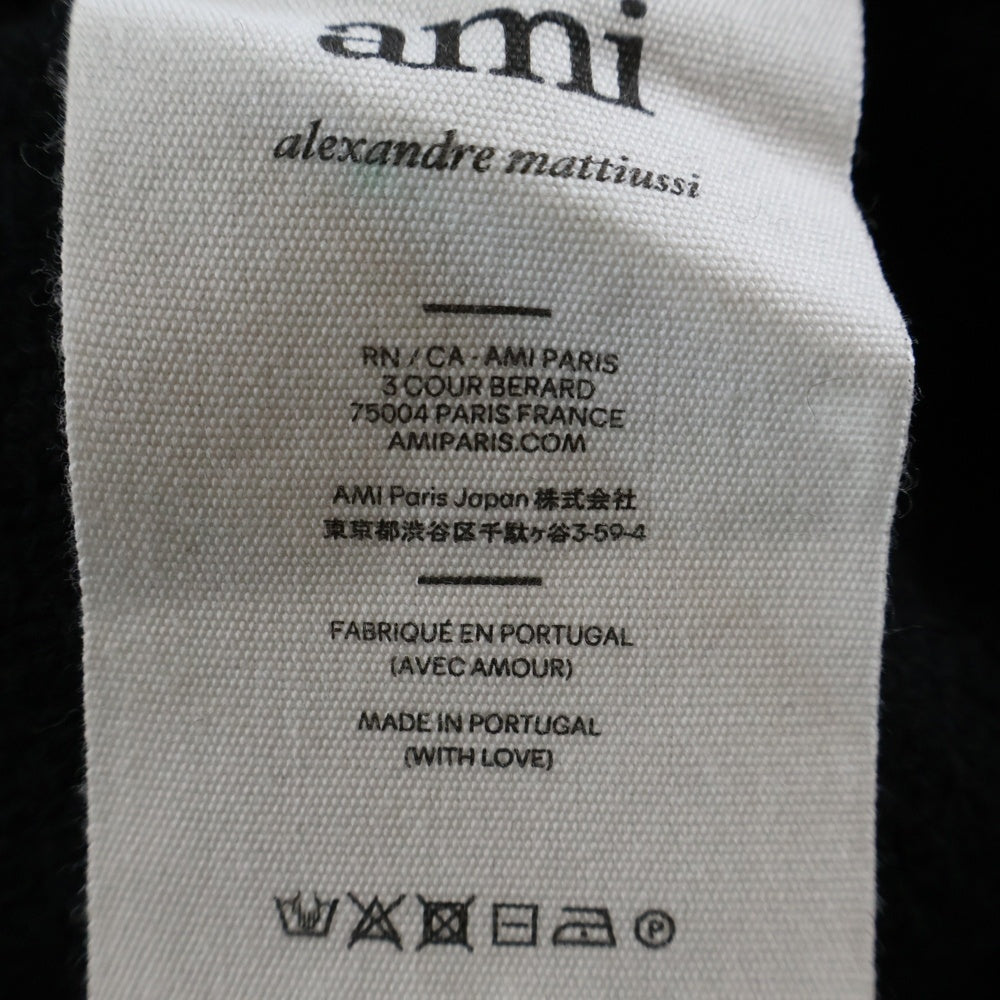 ami
alexandre mattiussi
RN / CA - AMI PARIS
3 COUR BERARD
75004 PARIS FRANCE
AMIPARIS.COM
AMI Paris Japan 株式会社
東京都渋谷区千駄ヶ谷3-59-4
FABRIQUÉ EN PORTUGAL
(AVEC AMOUR)
MADE IN PORTUGAL
(WITH LOVE)
P